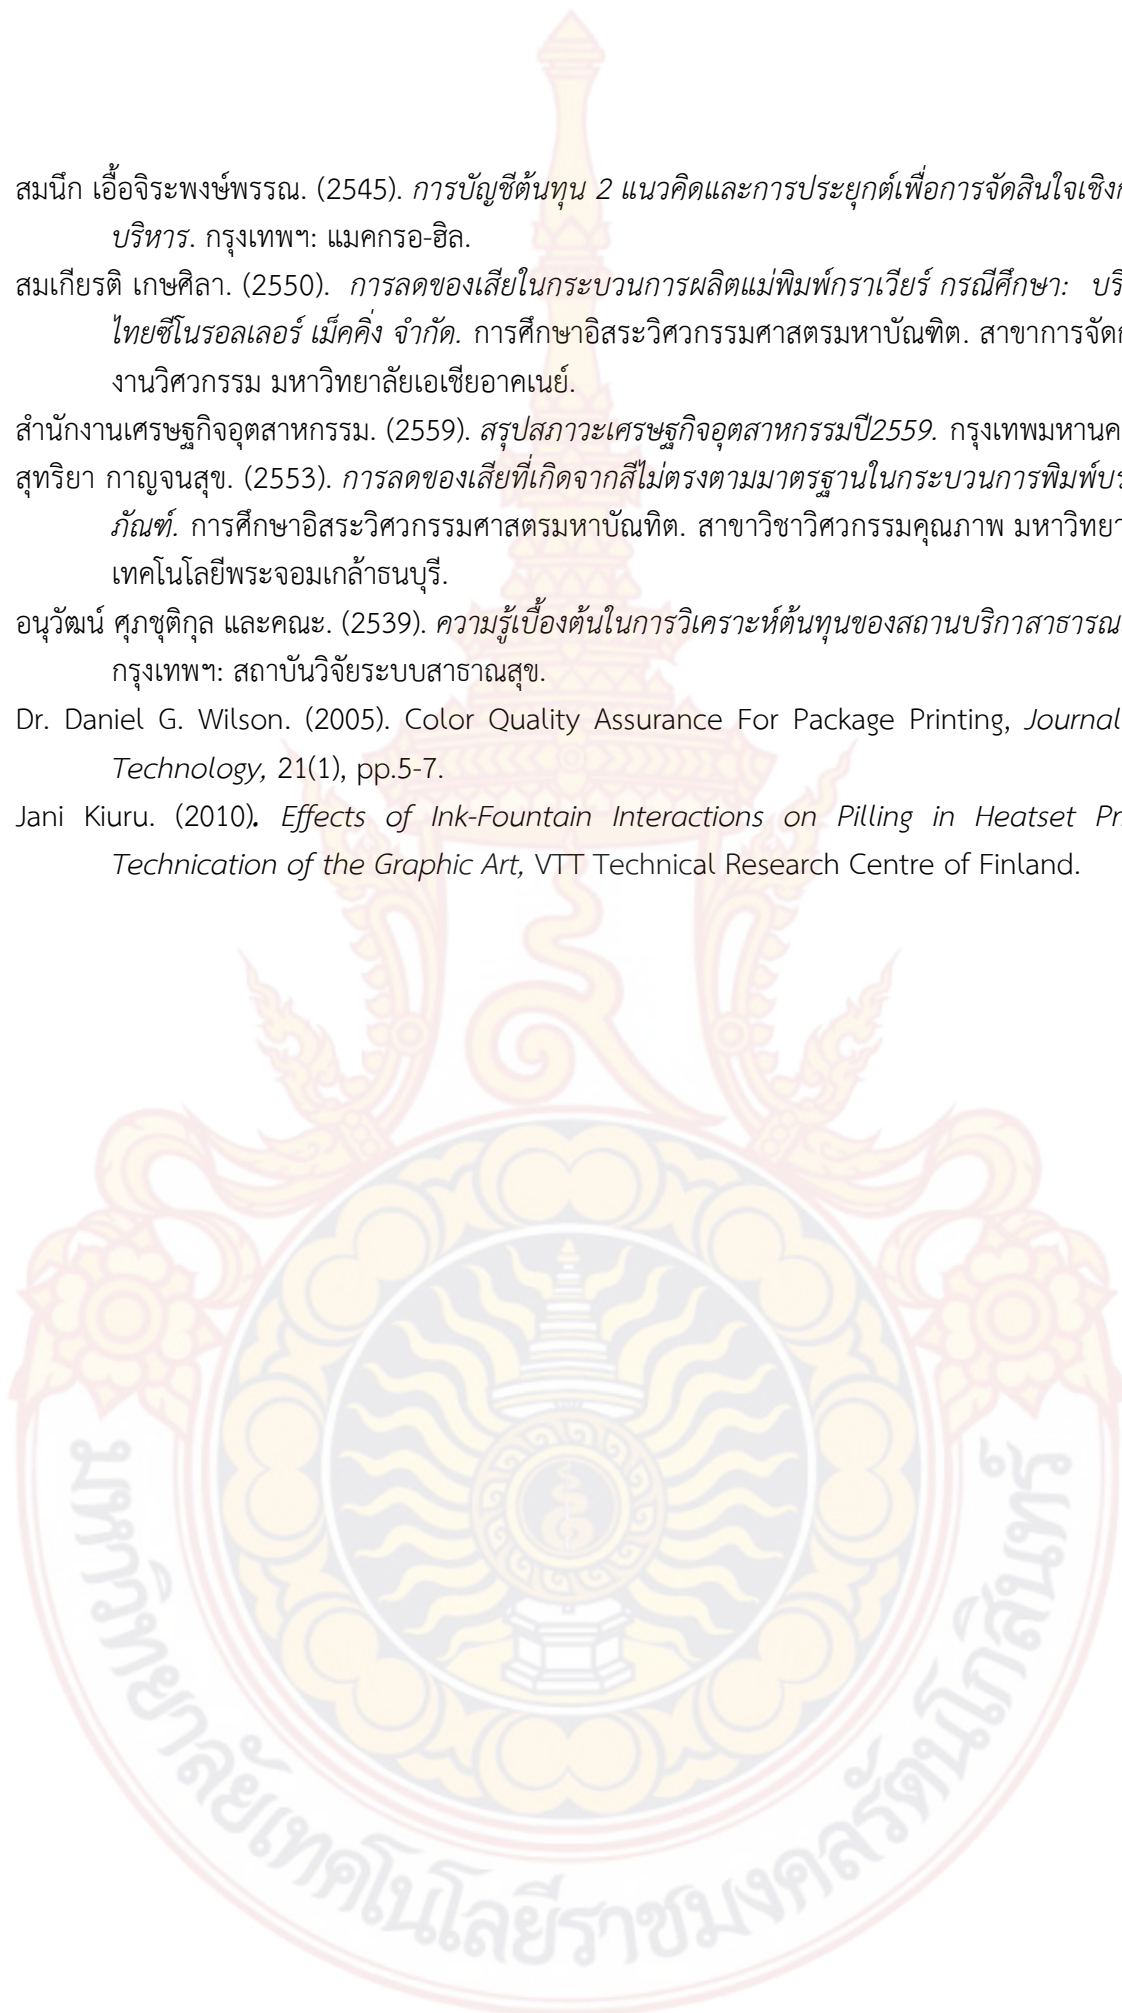 สมนึก เอื้อจิระพงษ์พรรณ. (2545). การบัญชีต้นทุน 2 แนวคิดและการประยุกต์เพื่อการจัดสินใจเชิง
บริหาร. กรุงเทพฯ: แมคกรอ-ฮิล.
สมเกียรติ เกษศิลา. (2550). การลดของเสียในกระบวนการผลิตแม่พิมพ์กราเวียร์ กรณีศึกษา:
ไทยซีโนรอลเลอร์ เม็คคิ่ง จำกัด. การศึกษาอิสระวิศวกรรมศาสตรมหาบัณฑิต. สาขาการ
งานวิศวกรรม มหาวิทยาลัยเอเชียอาคเนย์.
สำนักงานเศรษฐกิจอุตสาหกรรม. (2559). สรุปสภาวะเศรษฐกิจอุตสาหกรรมปี2559.
สุทริยา กาญจนสุข. (2553). การลดของเสียที่เกิดจากสีไม่ตรงตามมาตรฐานในกระบวนการพิมพ์
ภัณฑ์. การศึกษาอิสระวิศวกรรมศาสตรมหาบัณทิต. สาขาวิชาวิศวกรรมคุณภาพ
เทคโนโลยีพระจอมเกล้าธนบุรี.
อนุวัฒน์ ศุภชุติกุล และคณะ. (2539). ความรู้เบื้องต้นในการวิเคราะห์ต้นทุนของสถานบริกาสาธารณ
กรุงเทพฯ: สถาบันวิจัยระบบสาธาณสุข.
Dr. Daniel G. Wilson. (2005). Color Quality Assurance For Package Printing, Journal
Technology, 21(1), pp.5-7.
Jani Kiuru. (2010). Effects of Ink-Fountain Interactions on Pilling in Heatset
Technication of the Graphic Art, VTT Technical Research Centre of Finland.
มหาวิทยาลัยเทคโนโลยีราชมงคลรัตนโกสินทร์